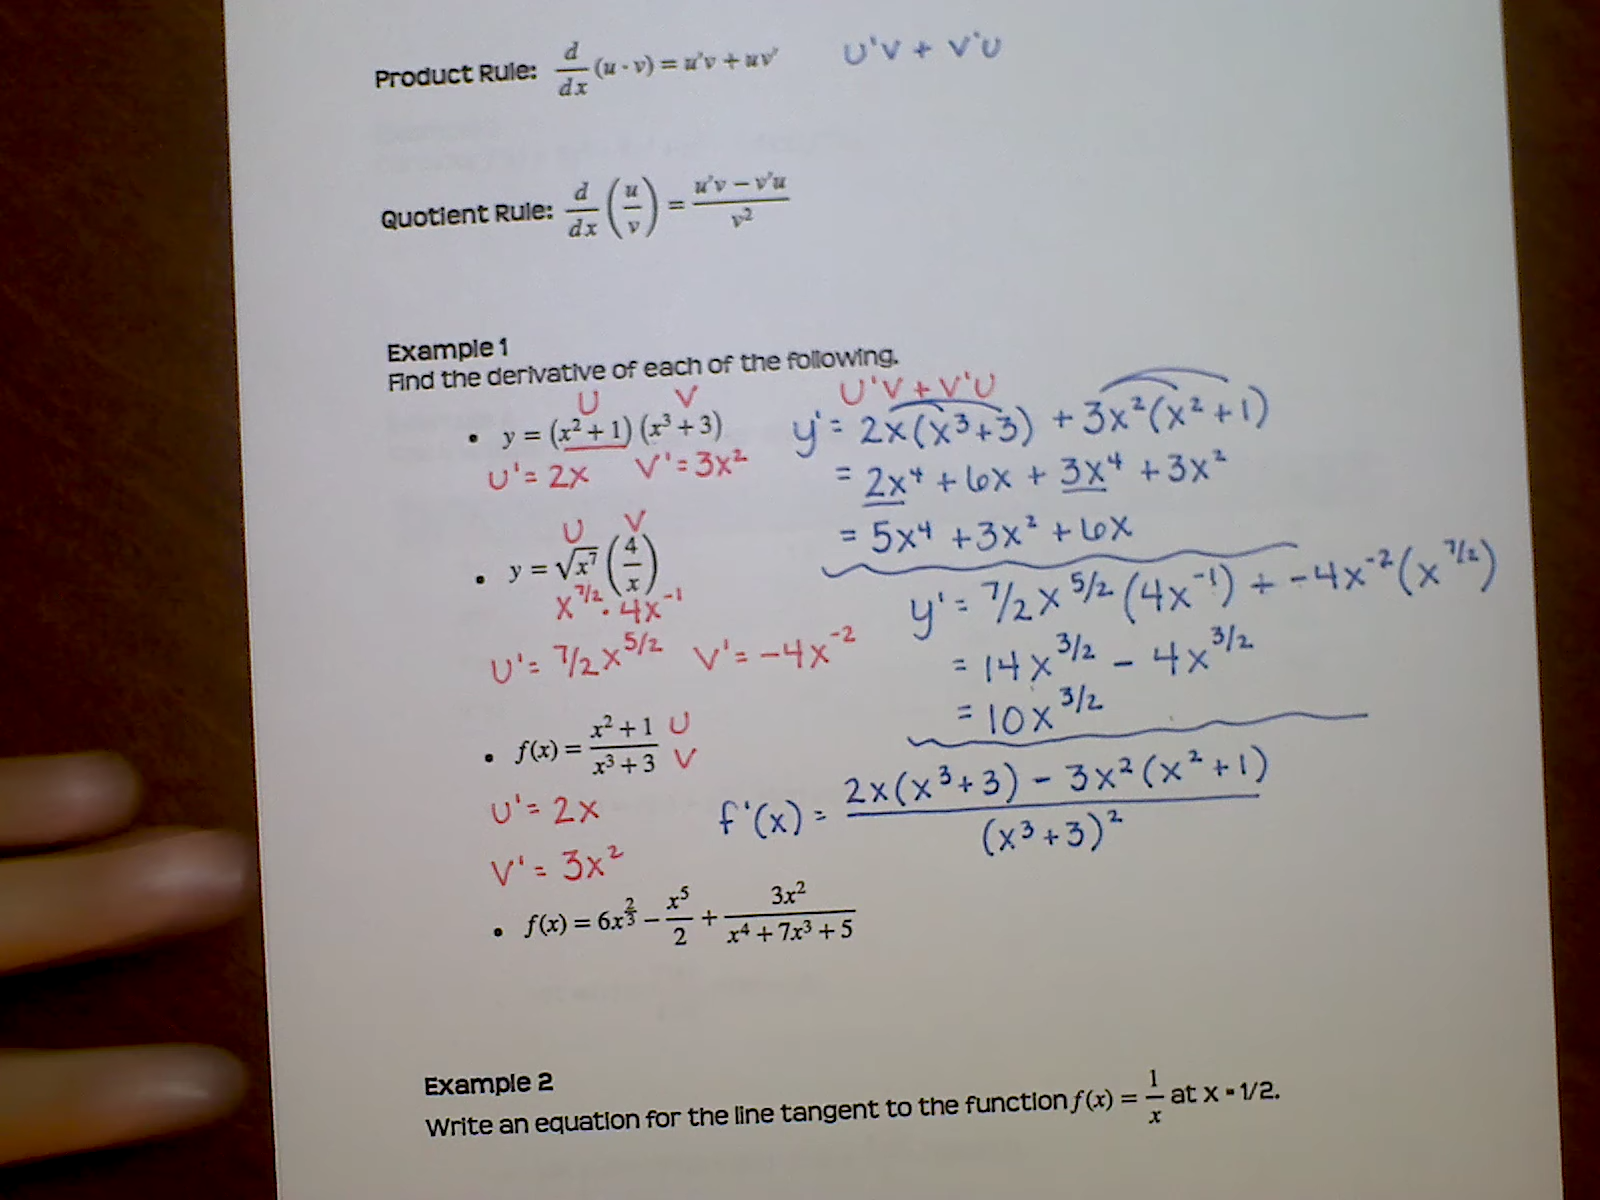 Product Rule: d/dx (u · v) = u'v + uv' U'V + V'U
Quotient Rule: d/dx (u/v) = (u'v − v'u)/v²
Example 1
Find the derivative of each of the following.
U V U'V + V'U
• y = (x² + 1) (x³ + 3) y' = 2x(x³+3) + 3x²(x² + 1)
U' = 2x V' = 3x² = 2x⁴ + 6x + 3x⁴ + 3x²
U V = 5x⁴ + 3x² + 6x
• y = √x⁷ (4/x) y' = 7/2 x^5/2 (4x^-1) + -4x^-2 (x^7/2)
x^7/2 · 4x^-1
U' = 7/2 x^5/2 V' = -4x^-2 = 14x^3/2 − 4x^3/2
= 10x^3/2
• f(x) = (x² + 1)/(x³ + 3) U V
U' = 2x f'(x) = (2x(x³+3) − 3x²(x² + 1))/(x³ + 3)²
V' = 3x²
• f(x) = 6x^2/3 − x⁵/2 + 3x²/(x⁴ + 7x³ + 5)
Example 2
Write an equation for the line tangent to the function f(x) = 1/x at x = 1/2.